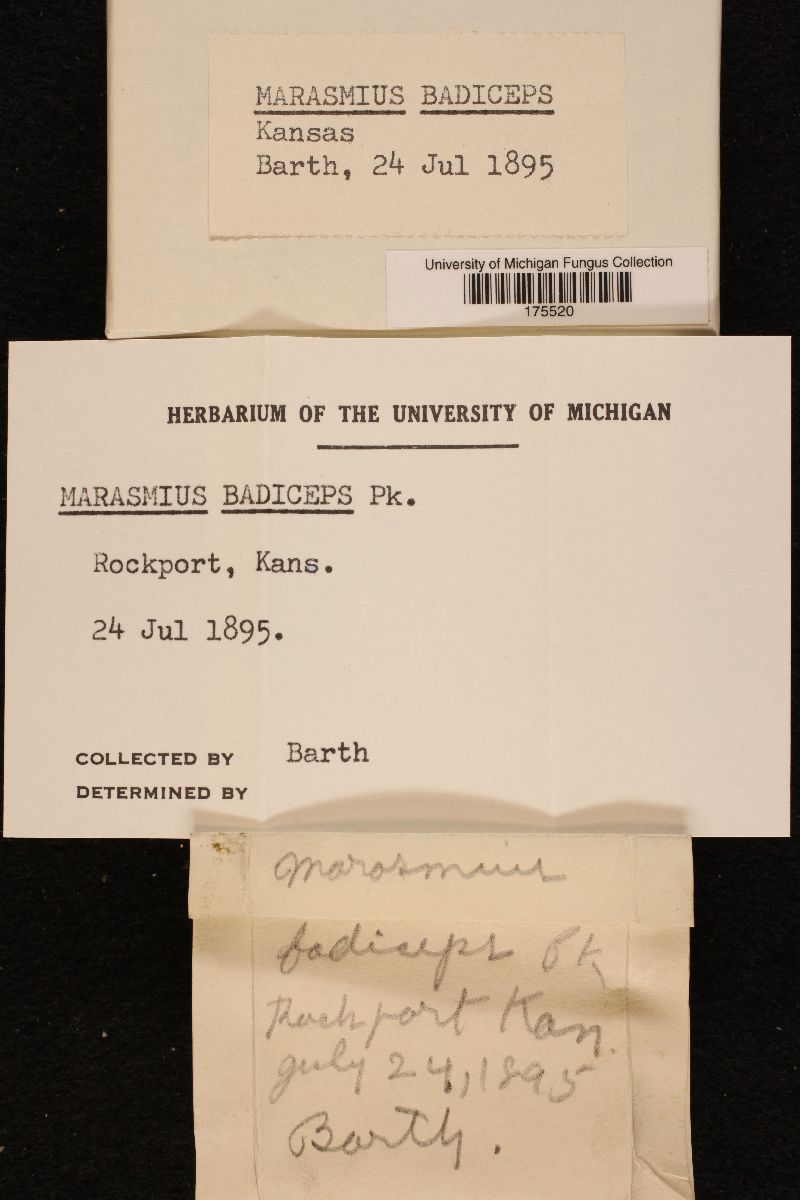 MARASMIUS BADICEPS
Kansas
Barth, 24 Jul 1895
University of Michigan Fungus Collection
175520
HERBARIUM OF THE UNIVERSITY OF MICHIGAN
MARASMIUS BADICEPS Pk.
Rockport, Kans.
24 Jul 1895.
COLLECTED BY Barth
DETERMINED BY
Marasmius
badiceps Pk
Rockport Kan.
July 24, 1895
Barth.